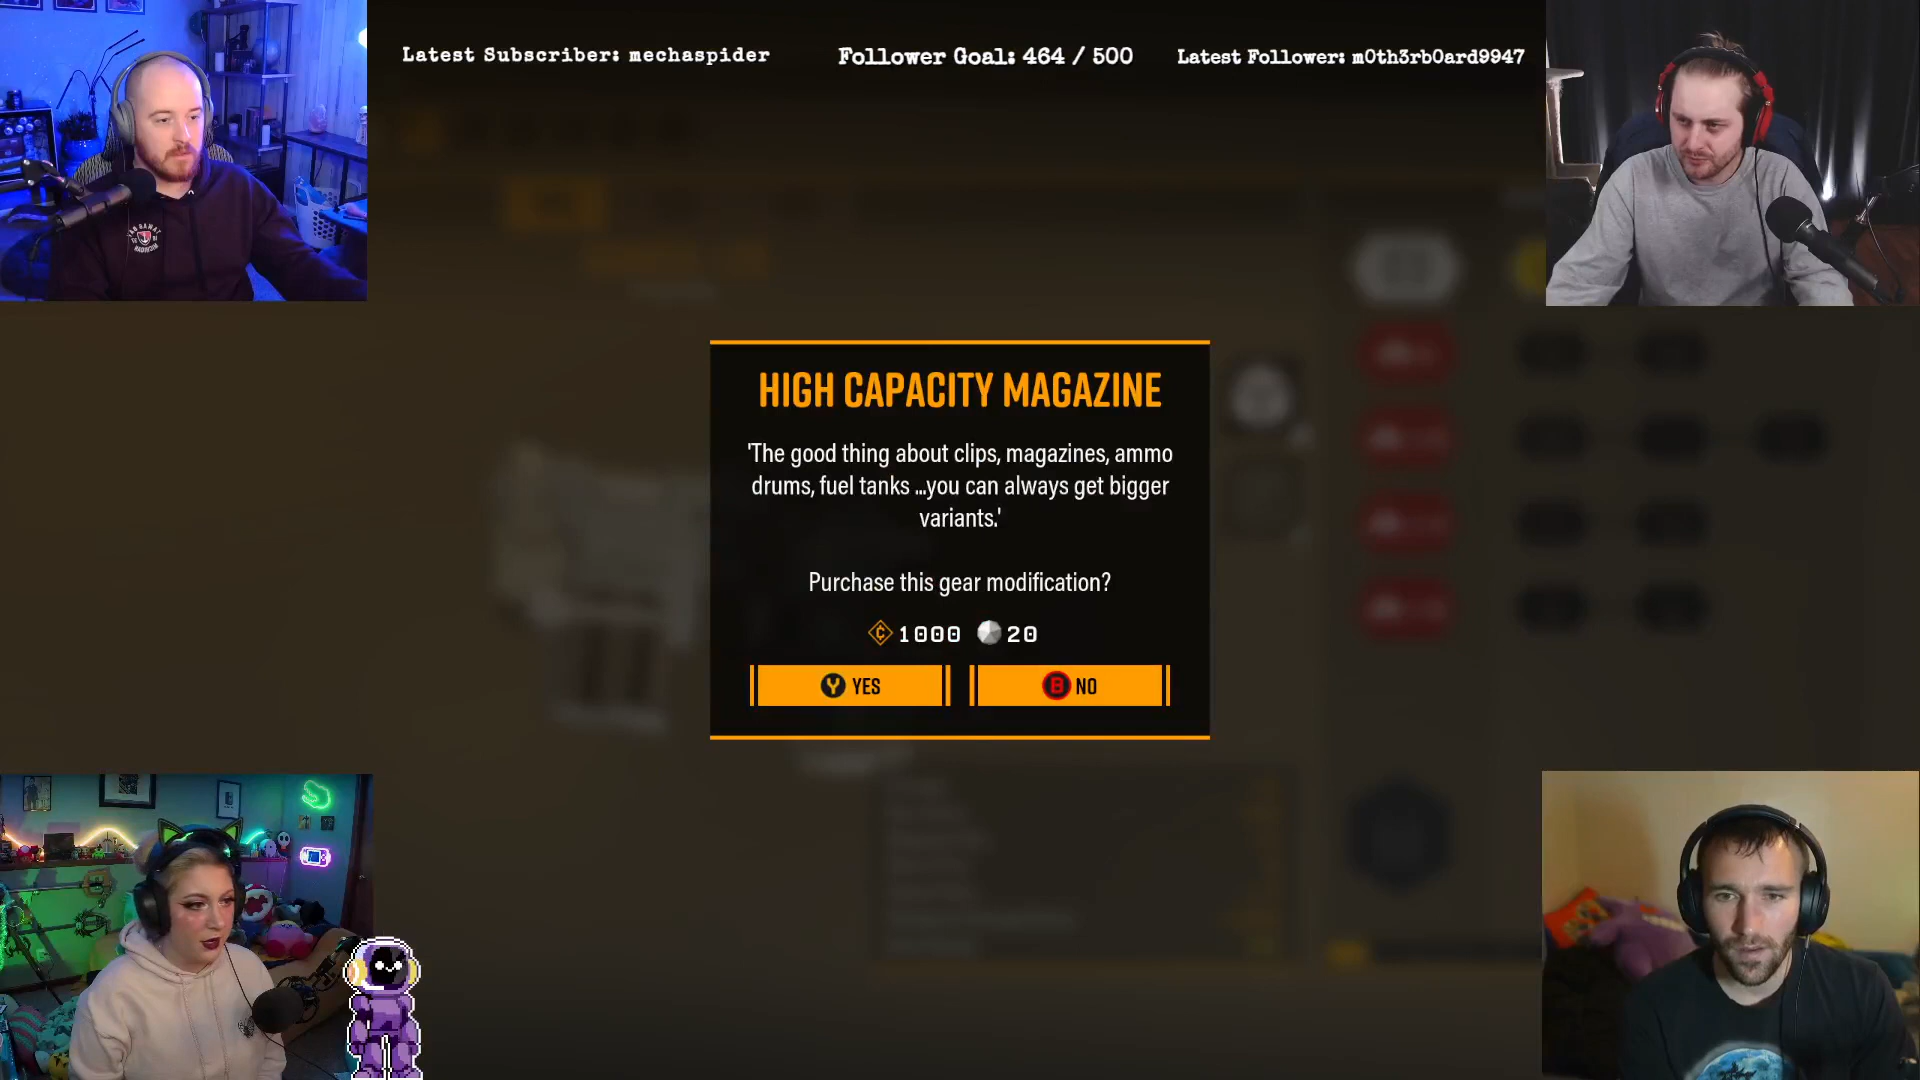 Latest Subscriber: mechaspider
Follower Goal: 464 / 500
Latest Follower: m0th3rb0ard9947
HIGH CAPACITY MAGAZINE
'The good thing about clips, magazines, ammo
drums, fuel tanks ...you can always get bigger
variants.'
Purchase this gear modification?
1000 20
Y YES
B NO